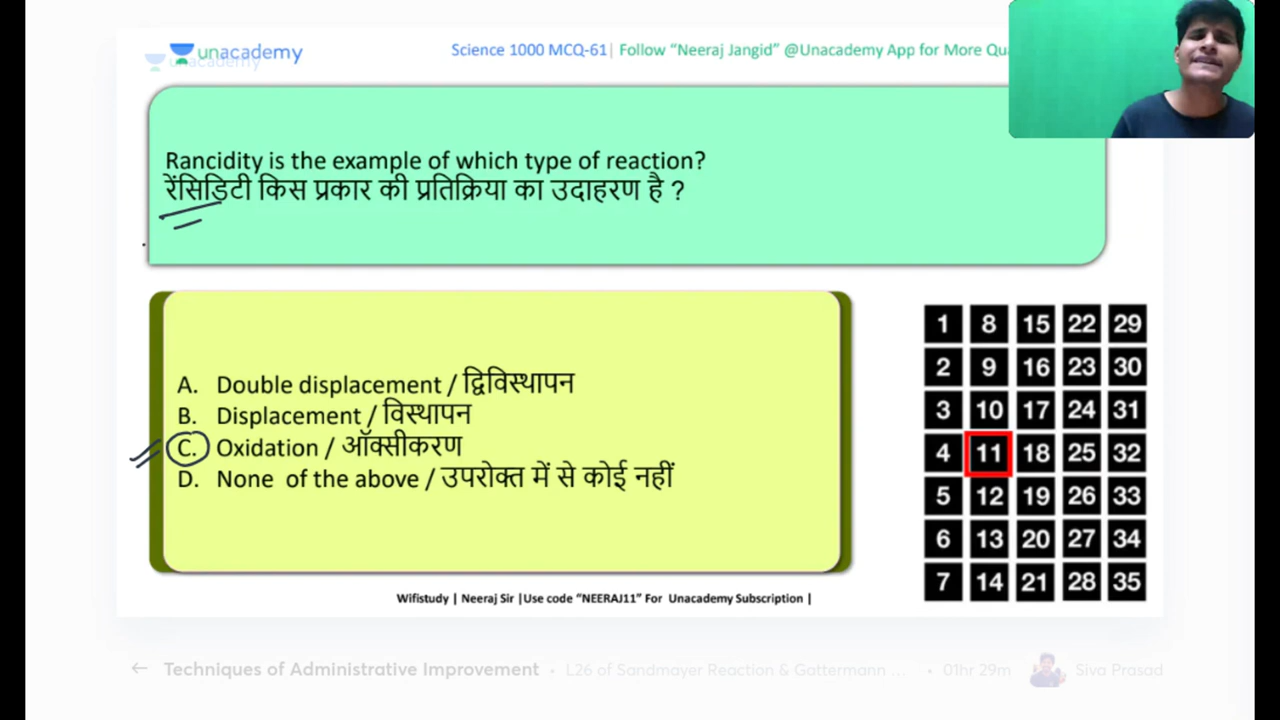 unacademy
unacademy
Science 1000 MCQ-61| Follow “Neeraj Jangid” @Unacademy App for More Qu
Rancidity is the example of which type of reaction?
रेंसिडिटी किस प्रकार की प्रतिक्रिया का उदाहरण है ?
A. Double displacement / द्विविस्थापन
B. Displacement / विस्थापन
C. Oxidation / ऑक्सीकरण
D. None of the above / उपरोक्त में से कोई नहीं
1 8 15 22 29
2 9 16 23 30
3 10 17 24 31
4 11 18 25 32
5 12 19 26 33
6 13 20 27 34
7 14 21 28 35
Wifistudy | Neeraj Sir |Use code “NEERAJ11” For Unacademy Subscription |
← Techniques of Administrative Improvement • L26 of Sandmayer Reaction & Gattermann ... • 01hr 29m Siva Prasad